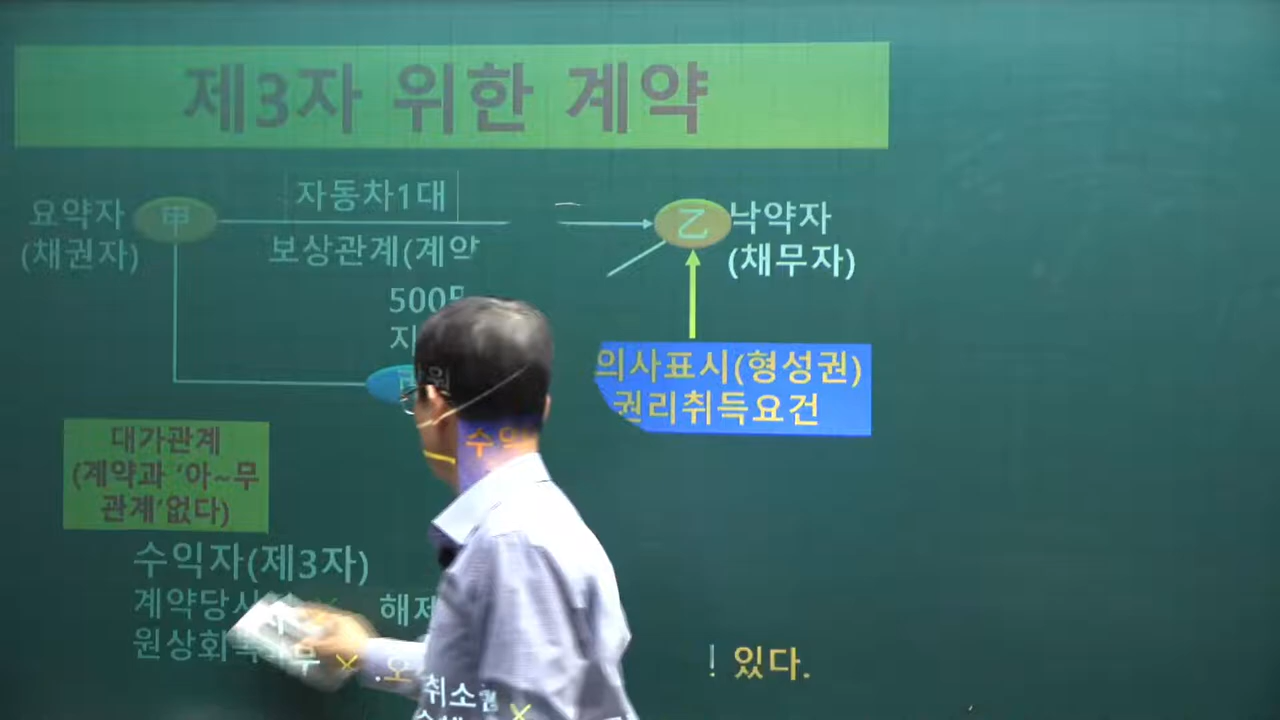 제3자 위한 계약
자동차1대
요약자 甲
(채권자)
乙 낙약자
(채무자)
보상관계(계약
500
의사표시(형성권)
권리취득요건
수익
대가관계
(계약과 '아~무
관계'없다)
수익자(제3자)
계약당사 × 해제
원상회 무 × .오
! 있다.
취소 ×